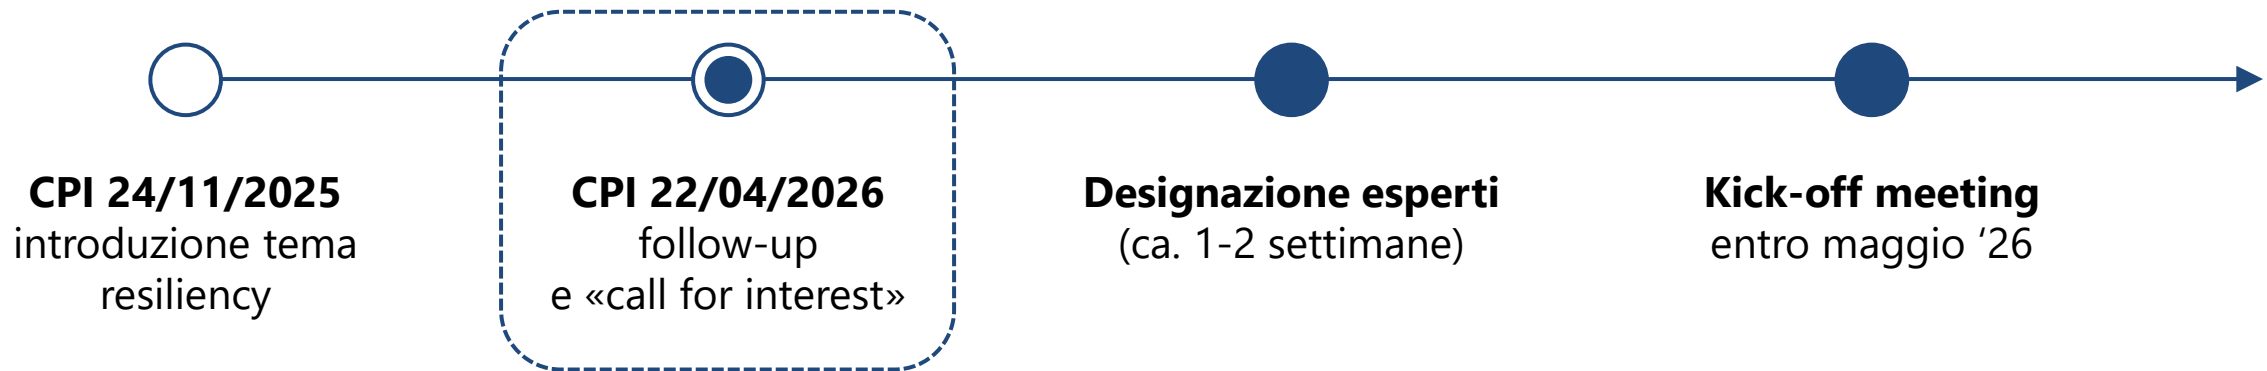 CPI 24/11/2025
introduzione tema
resiliency
CPI 22/04/2026
follow-up
e «call for interest»
Designazione esperti
(ca. 1-2 settimane)
Kick-off meeting
entro maggio ‘26